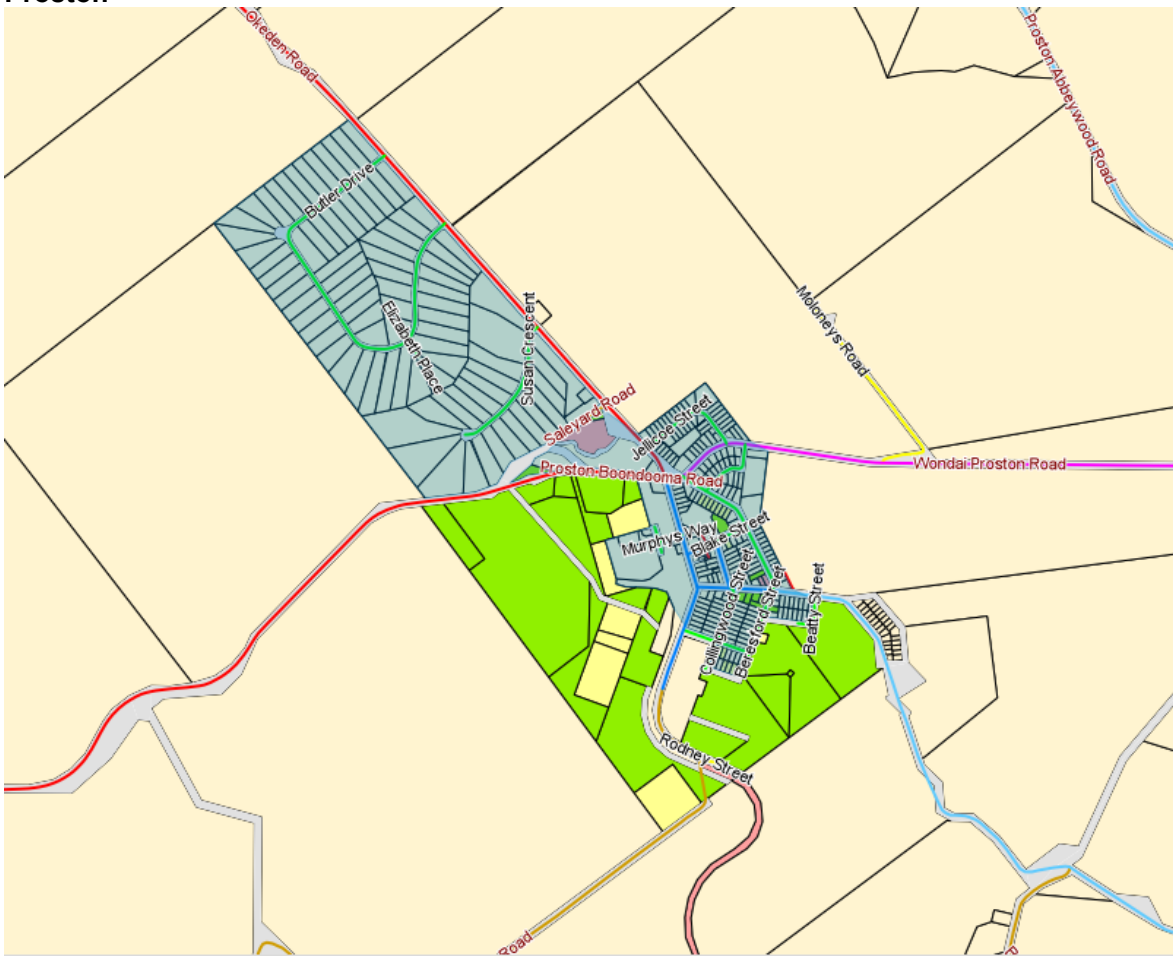 Proston
Okeden Road
Proston Abbeywood Road
Butler Drive
Elizabeth Place
Susan Crescent
Moloneys Road
Saleyard Road
Jellicoe Street
Proston Boondooma Road
Wondai Proston Road
Murphys Way
Blake Street
Collingwood Street
Beresford Street
Beatty Street
Rodney Street
Road